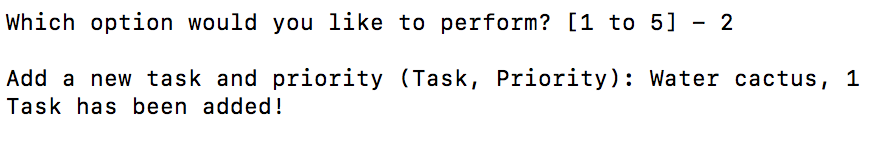 Which option would you like to perform? [1 to 5] – 2
Add a new task and priority (Task, Priority): Water cactus, 1
Task has been added!